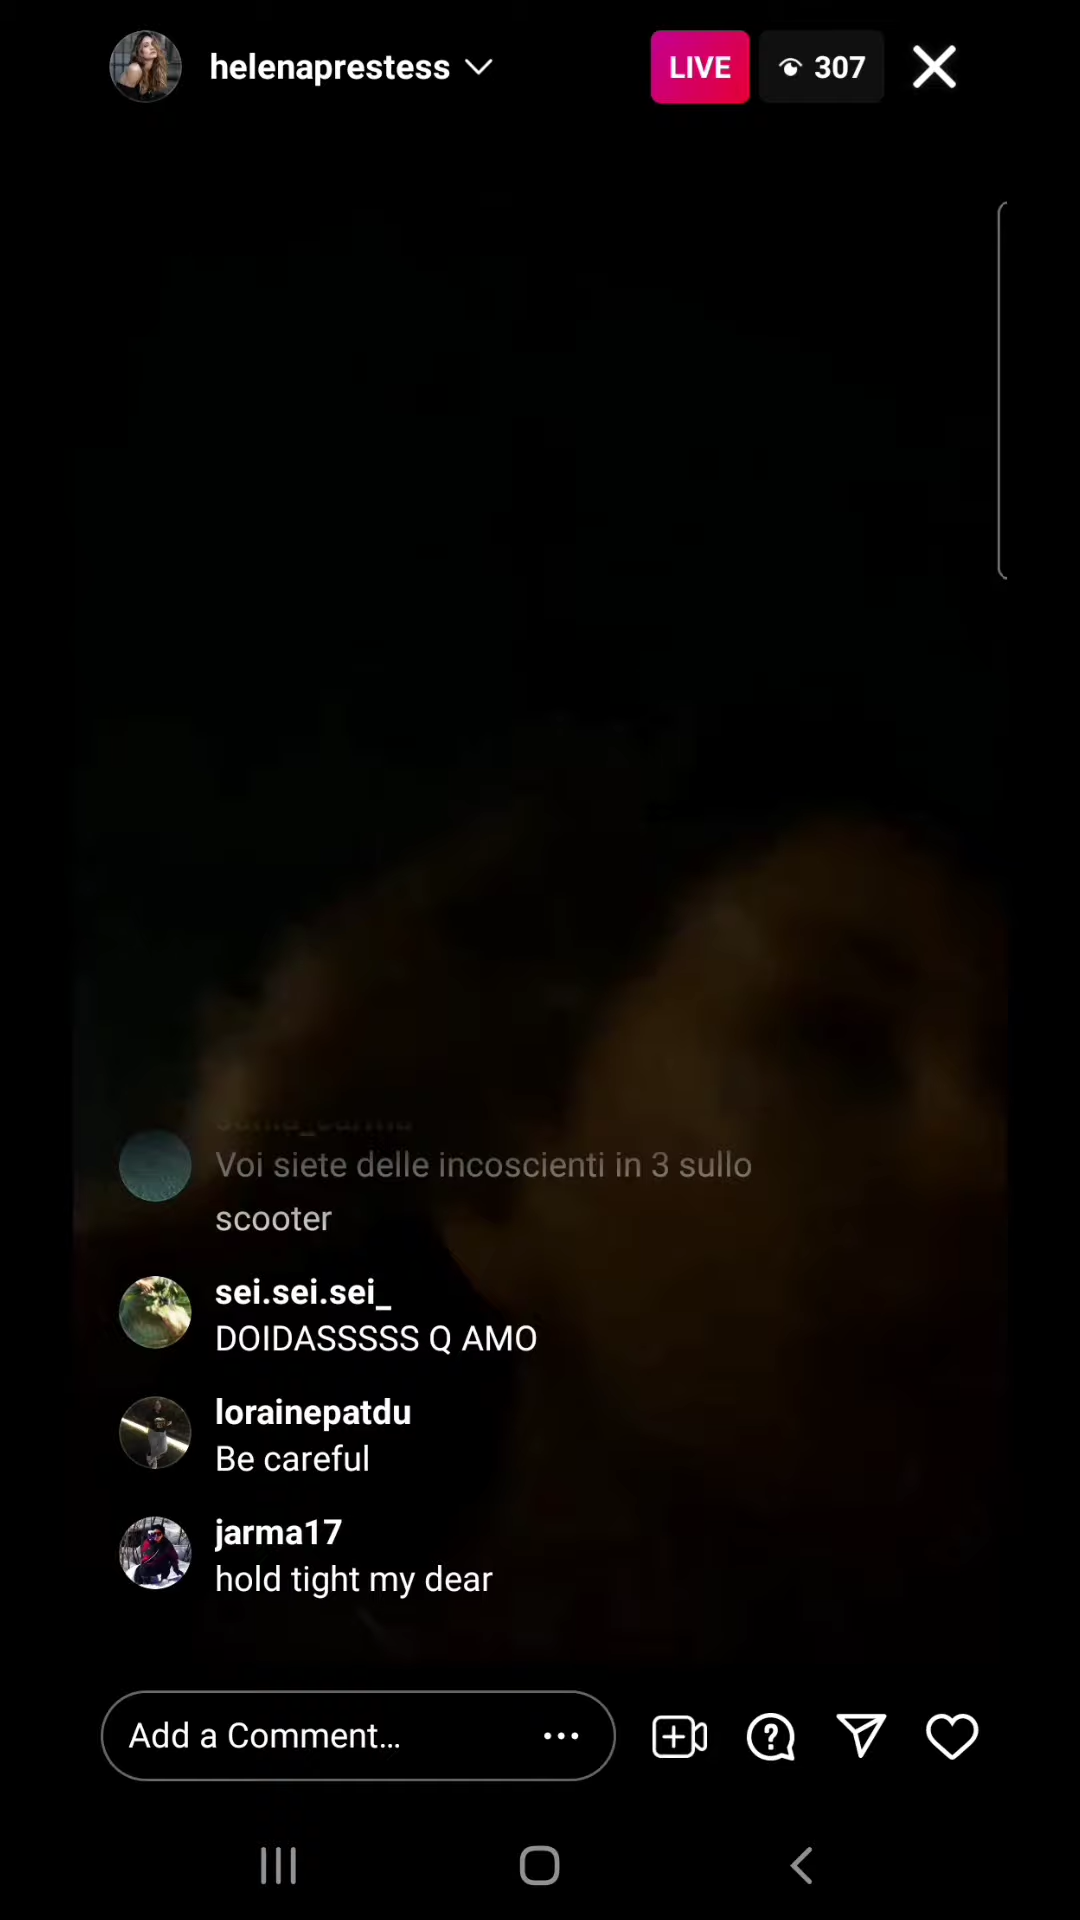 helenaprestess
LIVE
307
Voi siete delle incoscienti in 3 sullo
scooter
sei.sei.sei_
DOIDASSSSS Q AMO
lorainepatdu
Be careful
jarma17
hold tight my dear
Add a Comment...